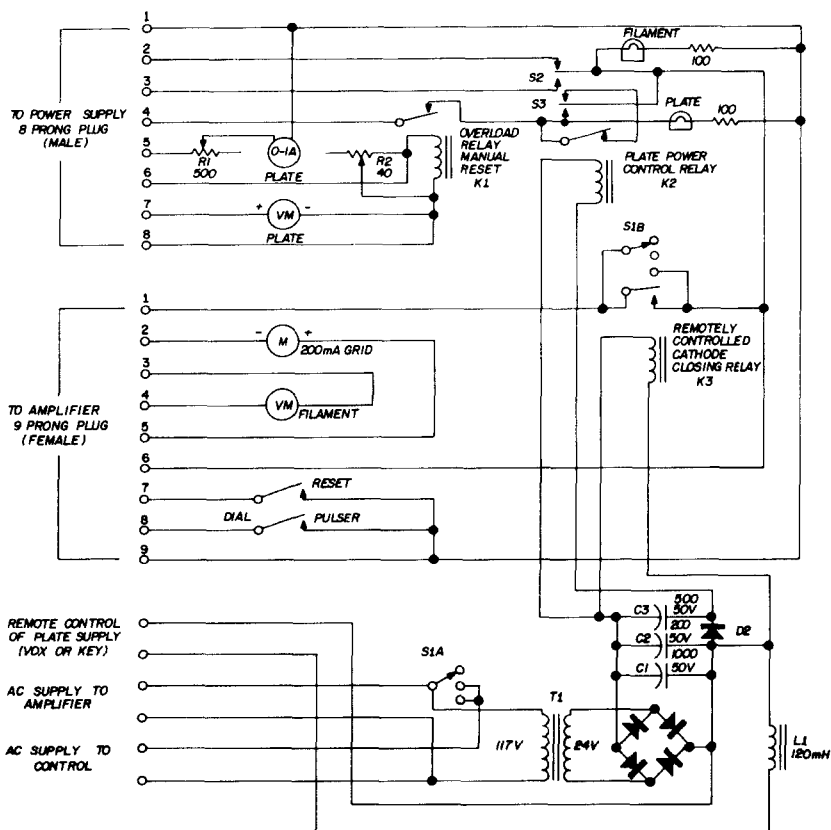 1
2
3
4
5
6
7
8
TO POWER SUPPLY
8 PRONG PLUG
(MALE)
R1
500
0-1A
PLATE
R2
40
+ VM -
PLATE
OVERLOAD
RELAY
MANUAL
RESET
K1
S2
S3
FILAMENT
100
PLATE
100
PLATE POWER
CONTROL RELAY
K2
S1B
REMOTELY
CONTROLLED
CATHODE
CLOSING RELAY
K3
1
2
3
4
5
6
7
8
9
TO AMPLIFIER
9 PRONG PLUG
(FEMALE)
- M +
200mA GRID
VM
FILAMENT
RESET
DIAL PULSER
REMOTE CONTROL
OF PLATE SUPPLY
(VOX OR KEY)
AC SUPPLY TO
AMPLIFIER
AC SUPPLY TO
CONTROL
S1A
T1
117V
24V
500
C3 50V
200
C2 50V
1000
C1 50V
D2
L1
120mH